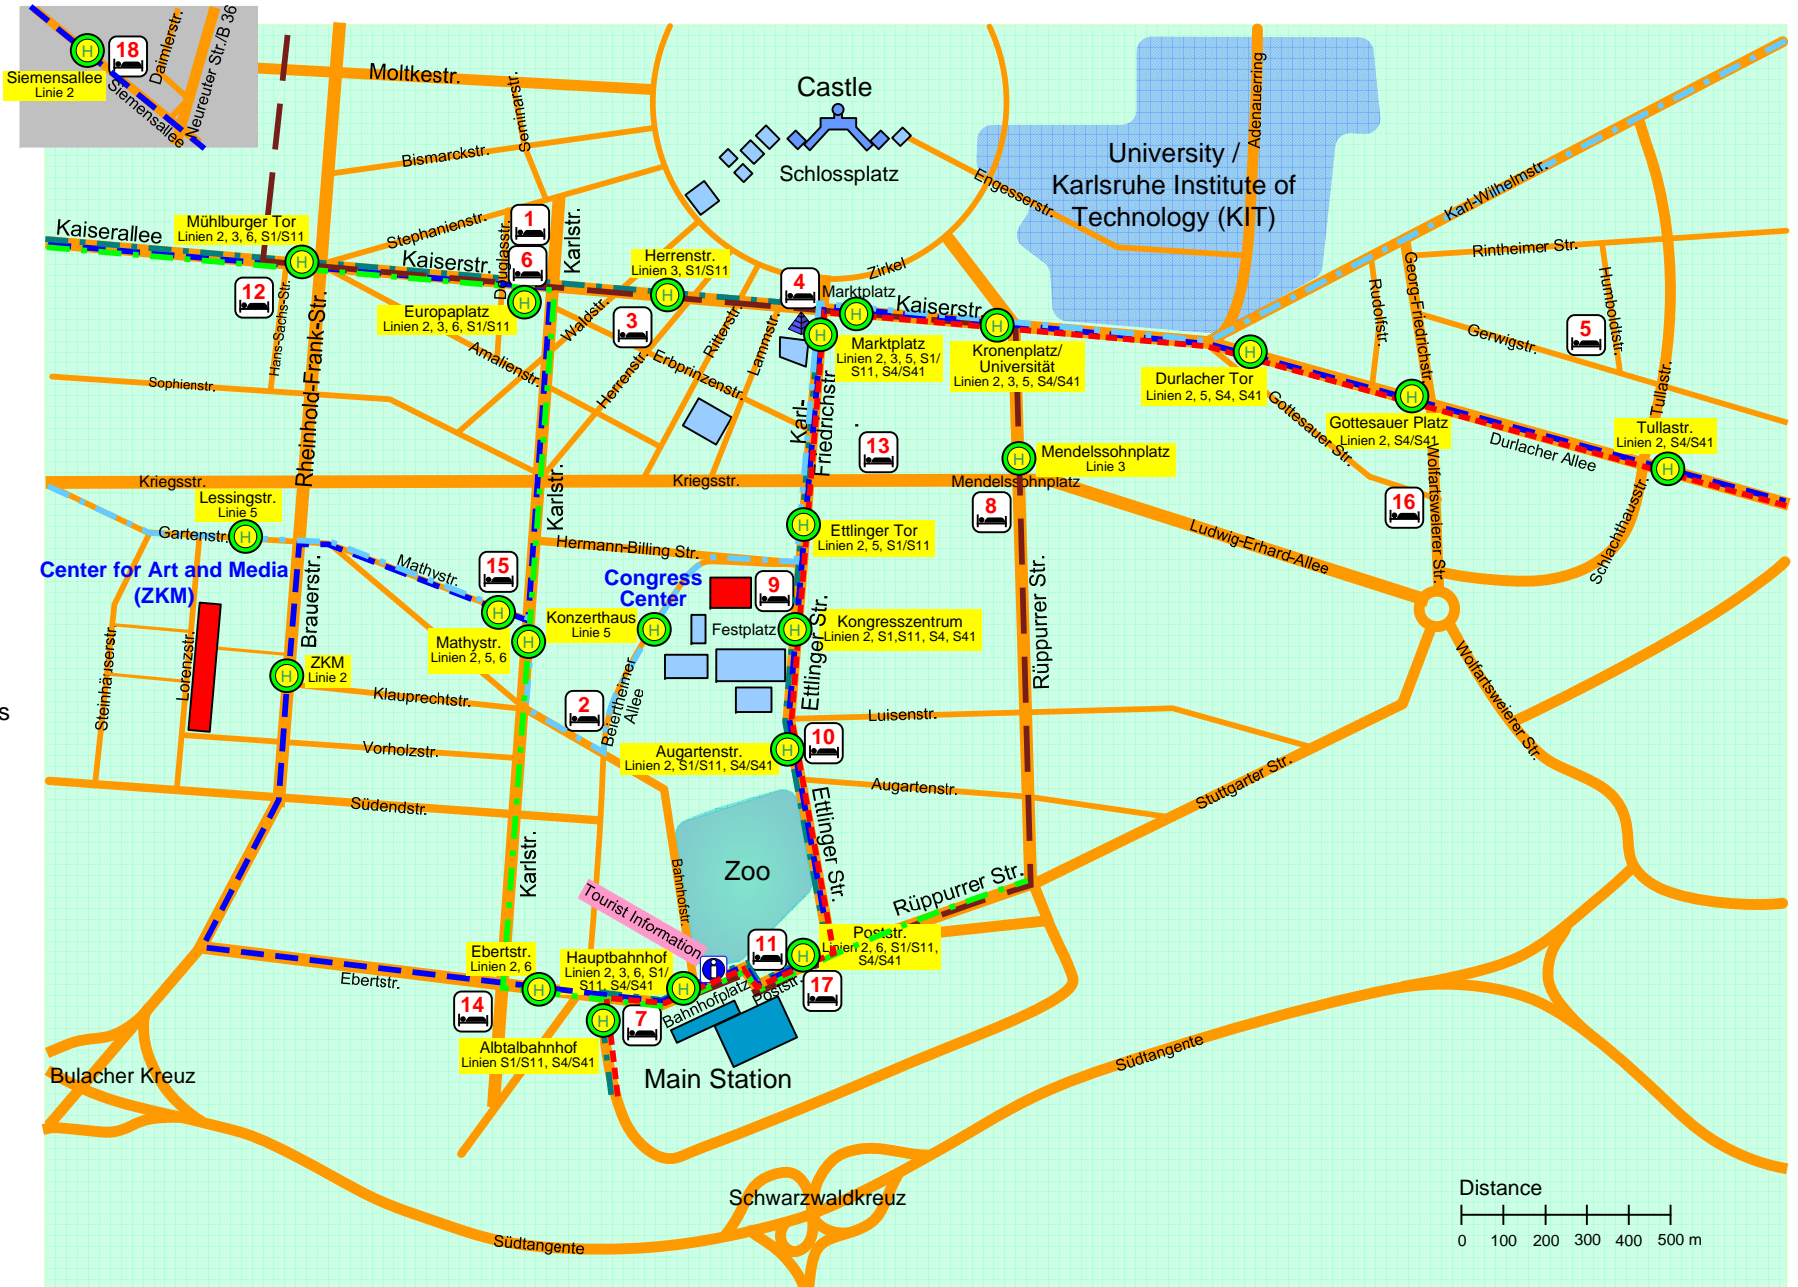 Siemensallee
Linie 2
18
Daimlerstr.
Neureuter Str./B 36
Siemensallee
Moltkestr.
Seminarstr.
Bismarckstr.
Castle
Schlossplatz
University /
Karlsruhe Institute of
Technology (KIT)
Adenauerring
Engesserstr.
Karl-Wilhelmstr.
Rintheimer Str.
Kaiserallee
Mühlburger Tor
Linien 2, 3, 6, S1/S11
Stephanienstr.
Douglasstr.
1
6
Karlstr.
Kaiserstr.
Herrenstr.
Linien 3, S1/S11
Zirkel
4
Marktplatz
Kaiserstr.
12
Hans-Sachs-Str.
Rheinhold-Frank-Str.
Europaplatz
Linien 2, 3, 6, S1/S11
Waldstr.
3
Ritterstr.
Lammstr.
Marktplatz
Linien 2, 3, 5, S1/
S11, S4/S41
Kronenplatz/
Universität
Linien 2, 3, 5, S4/S41
Durlacher Tor
Linien 2, 5, S4, S41
Rudolfstr.
Georg-Friedrichstr.
Humboldtstr.
Gerwigstr.
5
Tullastr.
Amalienstr.
Erbprinzenstr.
Herrenstr.
Sophienstr.
Karl-
Friedrichstr.
Gottesauer Str.
Gottesauer Platz
Linien 2, S4/S41
Tullastr.
Linien 2, S4/S41
Durlacher Allee
13
Mendelssohnplatz
Linie 3
Kriegsstr.
Kriegsstr.
Mendelssohnplatz
Lessingstr.
Linie 5
Karlstr.
8
16
Wolfartsweierer Str.
Schlachthausstr.
Gartenstr.
Ettlinger Tor
Linien 2, 5, S1/S11
Ludwig-Erhard-Allee
Hermann-Billing Str.
Center for Art and Media
(ZKM)
Mathystr.
15
Congress
Center
9
Brauerstr.
Konzerthaus
Linie 5
Festplatz
Kongresszentrum
Linien 2, S1,S11, S4, S41
Ettlinger Str.
Rüppurrer Str.
Mathystr.
Linien 2, 5, 6
Steinhäuserstr.
Lorenzstr.
ZKM
Linie 2
Klauprechtstr.
2
Beiertheimer
Allee
Luisenstr.
Wolfartsweierer Str.
s
Vorholzstr.
Augartenstr.
Linien 2, S1/S11, S4/S41
10
Augartenstr.
Stuttgarter Str.
Südendstr.
Karlstr.
Ettlinger Str.
Zoo
Bahnhofstr.
Rüppurrer Str.
Tourist Information
Ebertstr.
Linien 2, 6
Hauptbahnhof
Linien 2, 3, 6, S1/
S11, S4/S41
11
Poststr.
Linien 2, 6, S1/S11,
S4/S41
Ebertstr.
14
7
Bahnhofplatz
Poststr.
17
Albtalbahnhof
Linien S1/S11, S4/S41
Main Station
Bulacher Kreuz
Südtangente
Schwarzwaldkreuz
Südtangente
Distance
0 100 200 300 400 500 m